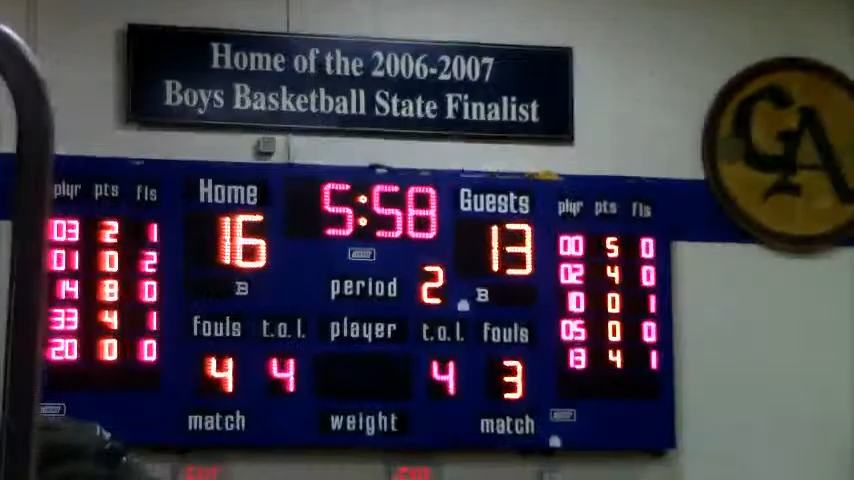 Home of the 2006-2007
Boys Basketball State Finalist
GA
plyr pts fls Home 5:58 Guests plyr pts fls
03 2 1 16 13 00 5 0
01 0 2 02 4 0
14 8 0 B period 2 B 10 0 1
33 4 1 fouls t.o.l. player t.o.l. fouls 05 0 0
20 0 0 4 4 4 3 13 4 1
match weight match
EXIT EXIT